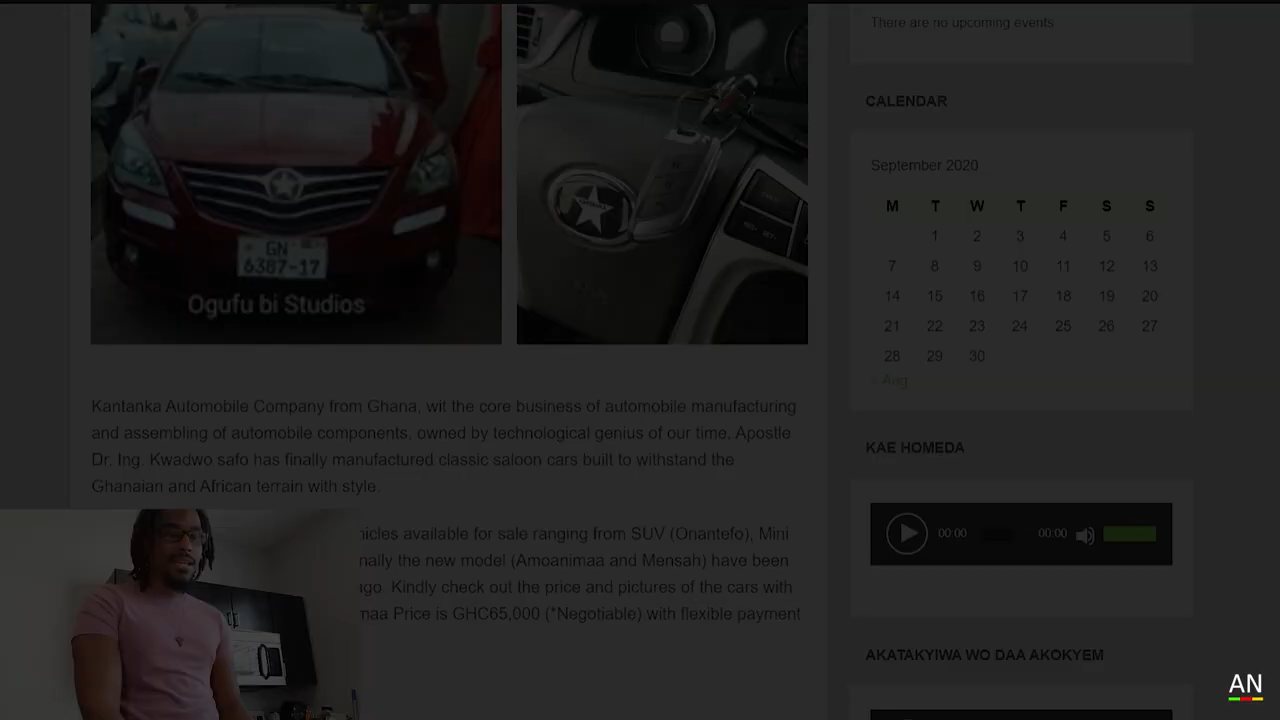 There are no upcoming events
CALENDAR
September 2020
M T W T F S S
1 2 3 4 5 6
7 8 9 10 11 12 13
14 15 16 17 18 19 20
21 22 23 24 25 26 27
28 29 30
« Aug
KAE HOMEDA
00:00 00:00
AKATAKYIWA WO DAA AKOKYEM
GN
6387-17
Ogufu bi Studios
Kantanka Automobile Company from Ghana, wit the core business of automobile manufacturing
and assembling of automobile components, owned by technological genius of our time, Apostle
Dr. Ing. Kwadwo safo has finally manufactured classic saloon cars built to withstand the
Ghanaian and African terrain with style.
icles available for sale ranging from SUV (Onantefo), Mini
nally the new model (Amoanimaa and Mensah) have been
ago. Kindly check out the price and pictures of the cars with
maa Price is GHC65,000 (*Negotiable) with flexible payment
AN